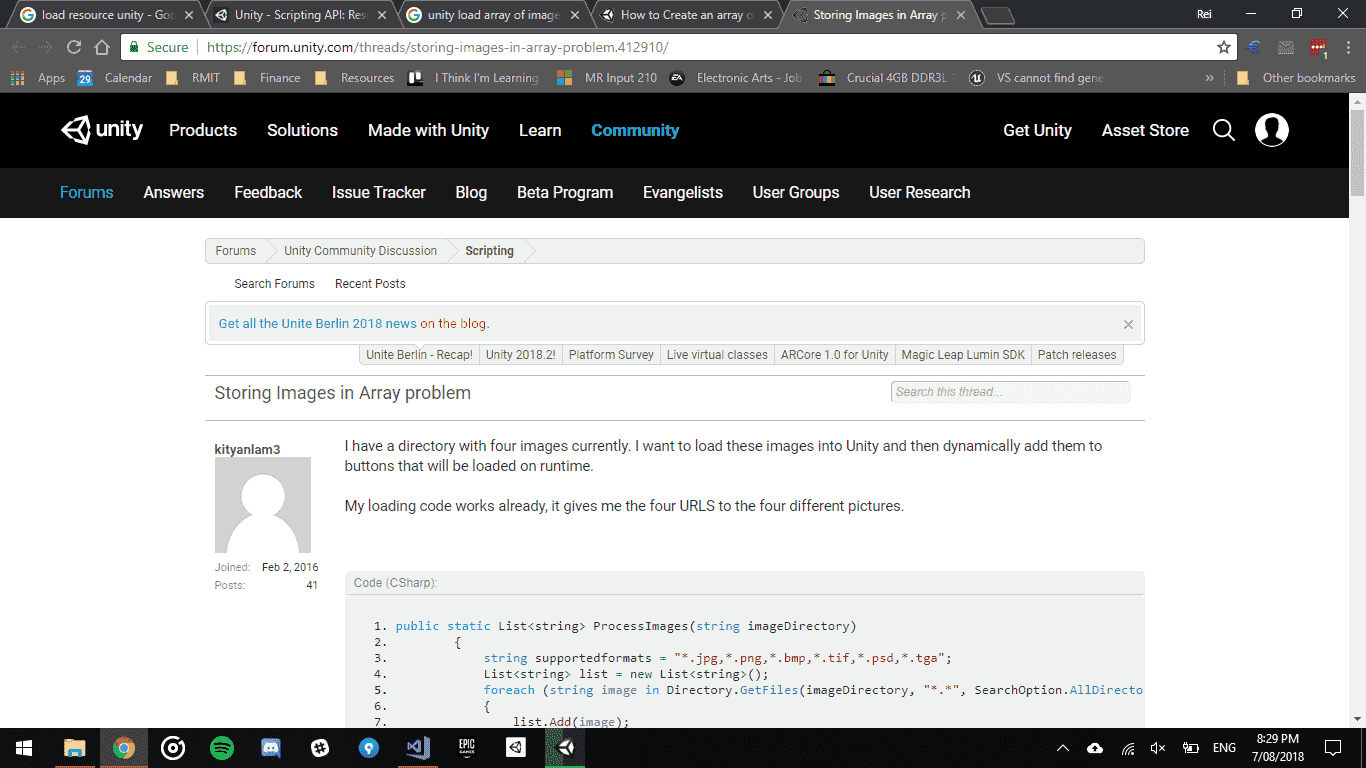 load resource unity - Goo
Unity - Scripting API: Res
unity load array of image
How to Create an array o
Storing Images in Array p
Rei
Secure
https://forum.unity.com/threads/storing-images-in-array-problem.412910/
1
Apps
29
Calendar
RMIT
Finance
Resources
I Think I'm Learning
MR Input 210
EA
Electronic Arts - Job
Crucial 4GB DDR3L
VS cannot find gene
»
Other bookmarks
unity
Products
Solutions
Made with Unity
Learn
Community
Get Unity
Asset Store
Forums
Answers
Feedback
Issue Tracker
Blog
Beta Program
Evangelists
User Groups
User Research
Forums
Unity Community Discussion
Scripting
Search Forums
Recent Posts
Get all the Unite Berlin 2018 news on the blog.
Unite Berlin - Recap!
Unity 2018.2!
Platform Survey
Live virtual classes
ARCore 1.0 for Unity
Magic Leap Lumin SDK
Patch releases
Storing Images in Array problem
Search this thread...
kityanlam3
Joined: Feb 2, 2016
Posts: 41
I have a directory with four images currently. I want to load these images into Unity and then dynamically add them to
buttons that will be loaded on runtime.
My loading code works already, it gives me the four URLS to the four different pictures.
Code (CSharp):
1. public static List<string> ProcessImages(string imageDirectory)
2. {
3. string supportedformats = "*.jpg,*.png,*.bmp,*.tif,*.psd,*.tga";
4. List<string> list = new List<string>();
5. foreach (string image in Directory.GetFiles(imageDirectory, "*.*", SearchOption.AllDirecto
6. {
7. list.Add(image);
EPIC
GAMES
ENG
8:29 PM
7/08/2018